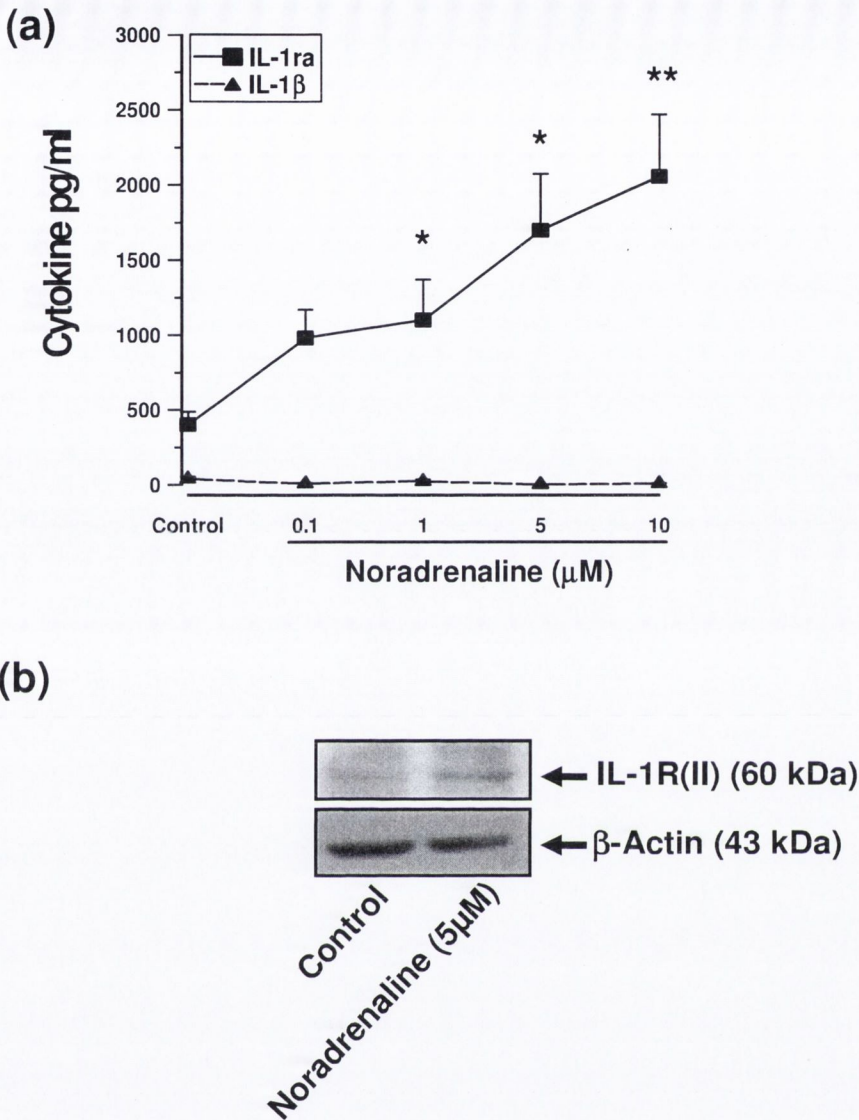 (a)
3000
2500
2000
1500
1000
500
0
Cytokine pg/ml
IL-1ra
IL-1β
*
*
**
Control 0.1 1 5 10
Noradrenaline (μM)
(b)
IL-1R(II) (60 kDa)
β-Actin (43 kDa)
Control
Noradrenaline (5μM)